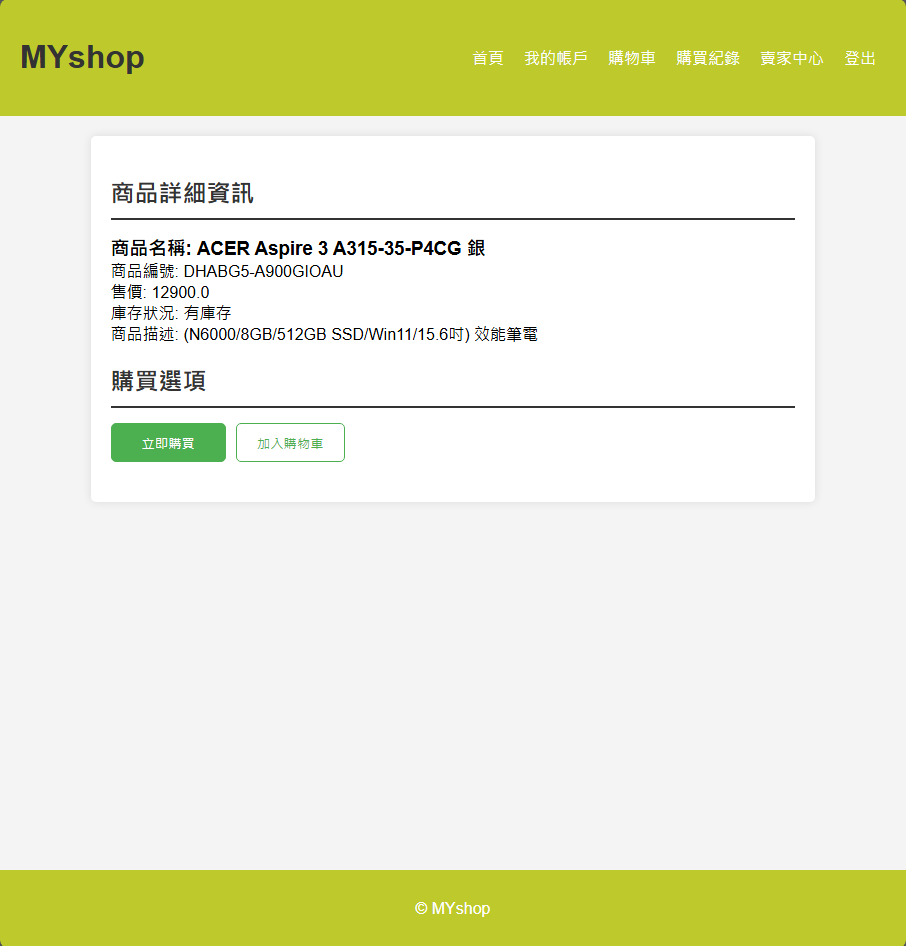 MYshop
首頁 我的帳戶 購物車 購買紀錄 賣家中心 登出
商品詳細資訊
商品名稱: ACER Aspire 3 A315-35-P4CG 銀
商品編號: DHABG5-A900GIOAU
售價: 12900.0
庫存狀況: 有庫存
商品描述: (N6000/8GB/512GB SSD/Win11/15.6吋) 效能筆電
購買選項
立即購買 加入購物車
© MYshop